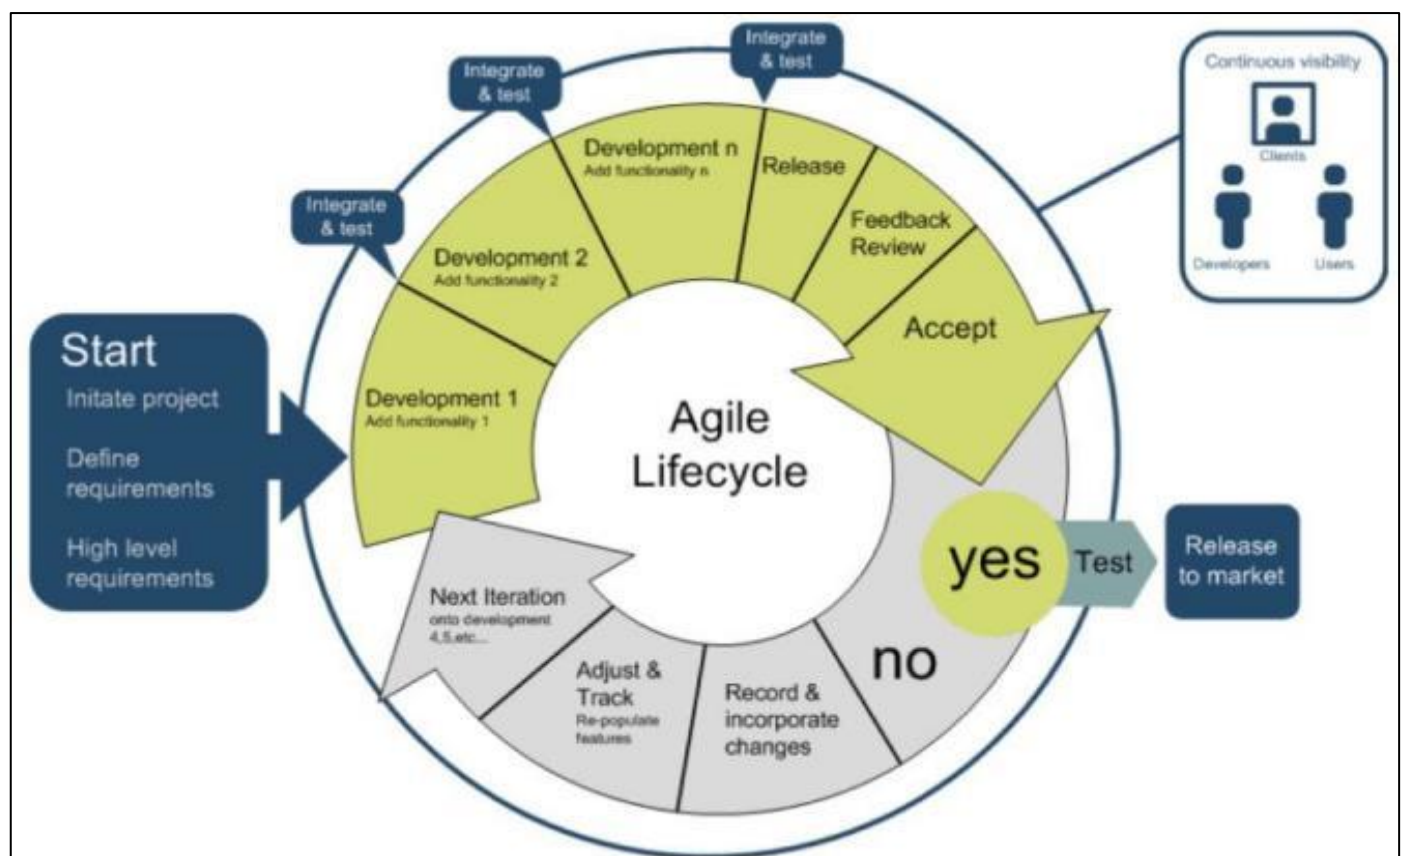 Integrate
& test
Integrate
& test
Integrate
& test
Continuous visibility
Clients
Developers
Users
Start
Initate project
Define
requirements
High level
requirements
Development 1
Add functionality 1
Development 2
Add functionality 2
Development n
Add functionality n
Release
Feedback
Review
Accept
Agile
Lifecycle
yes
Test
Release
to market
no
Record &
incorporate
changes
Adjust &
Track
Re-populate
features
Next Iteration
onto development
4,5,etc...